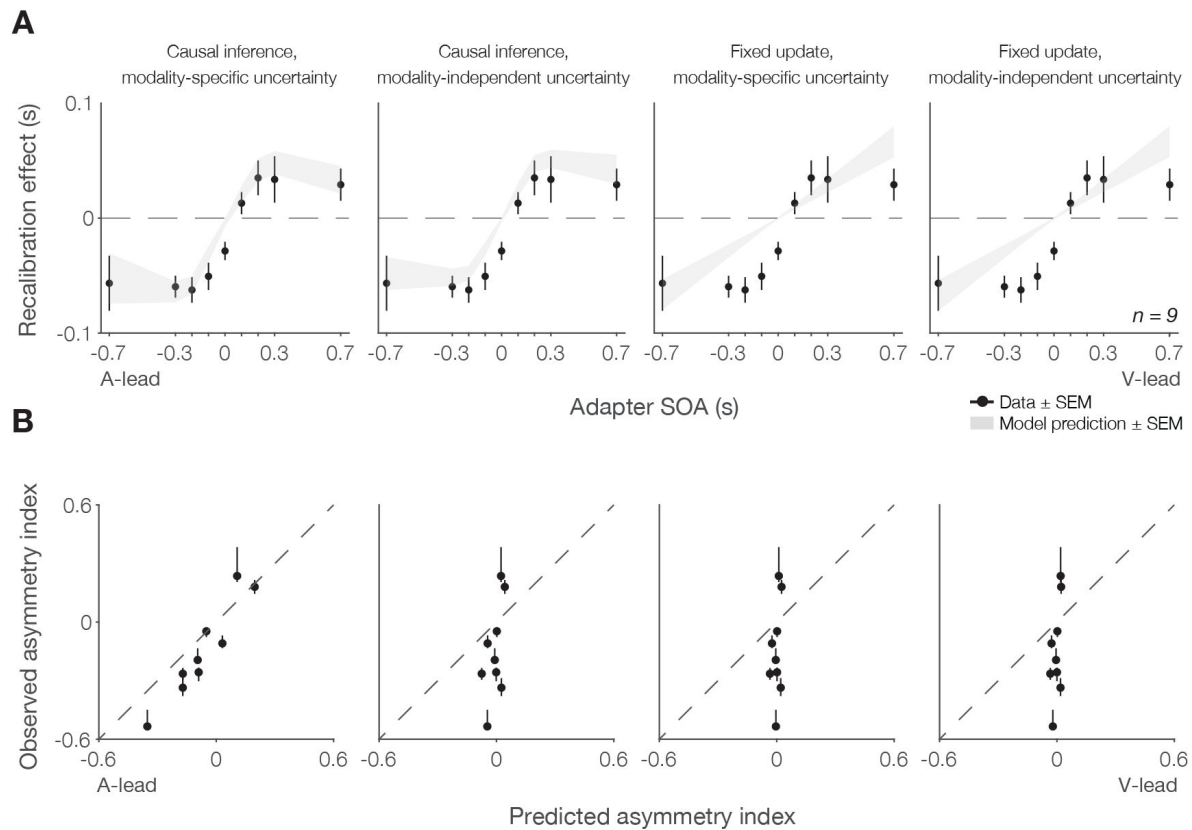 A
Causal inference,
modality-specific uncertainty
Causal inference,
modality-independent uncertainty
Fixed update,
modality-specific uncertainty
Fixed update,
modality-independent uncertainty
Recalibration effect (s)
0.1
0
-0.1
n = 9
-0.7 -0.3 0 0.3 0.7
-0.7 -0.3 0 0.3 0.7
-0.7 -0.3 0 0.3 0.7
-0.7 -0.3 0 0.3 0.7
A-lead
V-lead
Adapter SOA (s)
Data ± SEM
Model prediction ± SEM
B
Observed asymmetry index
0.6
0
-0.6
-0.6 0 0.6
-0.6 0 0.6
-0.6 0 0.6
-0.6 0 0.6
A-lead
V-lead
Predicted asymmetry index